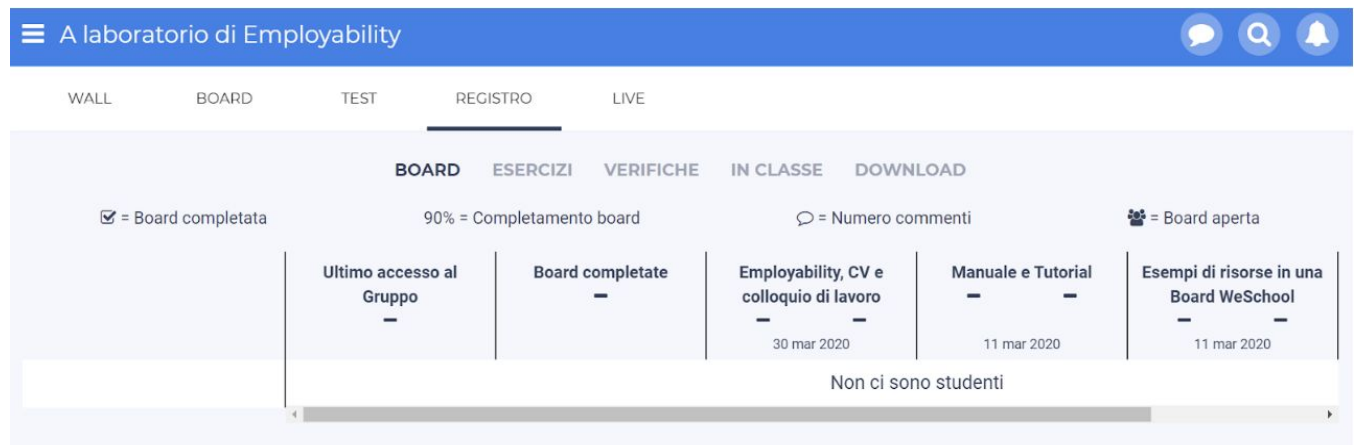 A laboratorio di Employability
WALL BOARD TEST REGISTRO LIVE
BOARD ESERCIZI VERIFICHE IN CLASSE DOWNLOAD
= Board completata 90% = Completamento board = Numero commenti = Board aperta
Ultimo accesso al Gruppo
–
Board completate
–
Employability, CV e colloquio di lavoro
– –
30 mar 2020
Manuale e Tutorial
– –
11 mar 2020
Esempi di risorse in una Board WeSchool
– –
11 mar 2020
Non ci sono studenti